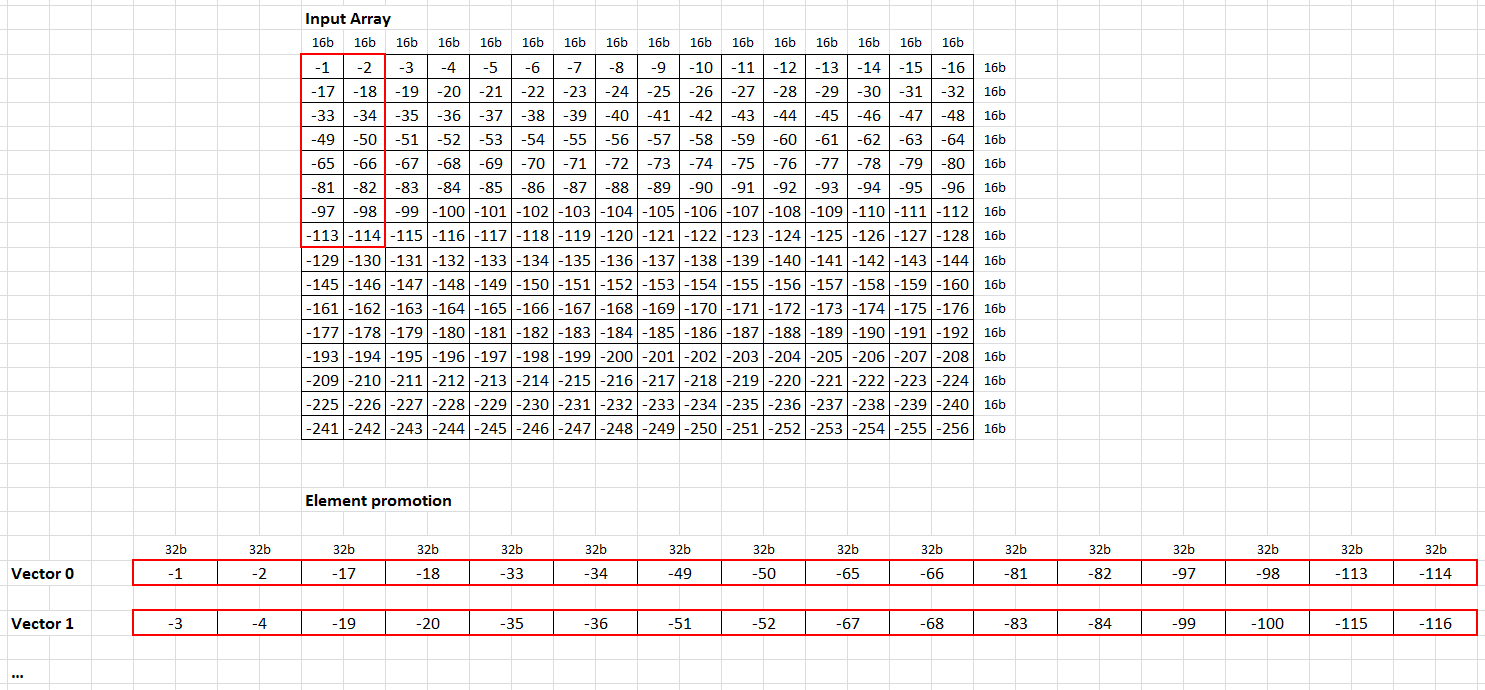 Input Array
16b 16b 16b 16b 16b 16b 16b 16b 16b 16b 16b 16b 16b 16b 16b 16b
-1 -2 -3 -4 -5 -6 -7 -8 -9 -10 -11 -12 -13 -14 -15 -16 16b
-17 -18 -19 -20 -21 -22 -23 -24 -25 -26 -27 -28 -29 -30 -31 -32 16b
-33 -34 -35 -36 -37 -38 -39 -40 -41 -42 -43 -44 -45 -46 -47 -48 16b
-49 -50 -51 -52 -53 -54 -55 -56 -57 -58 -59 -60 -61 -62 -63 -64 16b
-65 -66 -67 -68 -69 -70 -71 -72 -73 -74 -75 -76 -77 -78 -79 -80 16b
-81 -82 -83 -84 -85 -86 -87 -88 -89 -90 -91 -92 -93 -94 -95 -96 16b
-97 -98 -99 -100 -101 -102 -103 -104 -105 -106 -107 -108 -109 -110 -111 -112 16b
-113 -114 -115 -116 -117 -118 -119 -120 -121 -122 -123 -124 -125 -126 -127 -128 16b
-129 -130 -131 -132 -133 -134 -135 -136 -137 -138 -139 -140 -141 -142 -143 -144 16b
-145 -146 -147 -148 -149 -150 -151 -152 -153 -154 -155 -156 -157 -158 -159 -160 16b
-161 -162 -163 -164 -165 -166 -167 -168 -169 -170 -171 -172 -173 -174 -175 -176 16b
-177 -178 -179 -180 -181 -182 -183 -184 -185 -186 -187 -188 -189 -190 -191 -192 16b
-193 -194 -195 -196 -197 -198 -199 -200 -201 -202 -203 -204 -205 -206 -207 -208 16b
-209 -210 -211 -212 -213 -214 -215 -216 -217 -218 -219 -220 -221 -222 -223 -224 16b
-225 -226 -227 -228 -229 -230 -231 -232 -233 -234 -235 -236 -237 -238 -239 -240 16b
-241 -242 -243 -244 -245 -246 -247 -248 -249 -250 -251 -252 -253 -254 -255 -256 16b
Element promotion
32b 32b 32b 32b 32b 32b 32b 32b 32b 32b 32b 32b 32b 32b 32b 32b
Vector 0 -1 -2 -17 -18 -33 -34 -49 -50 -65 -66 -81 -82 -97 -98 -113 -114
Vector 1 -3 -4 -19 -20 -35 -36 -51 -52 -67 -68 -83 -84 -99 -100 -115 -116
...